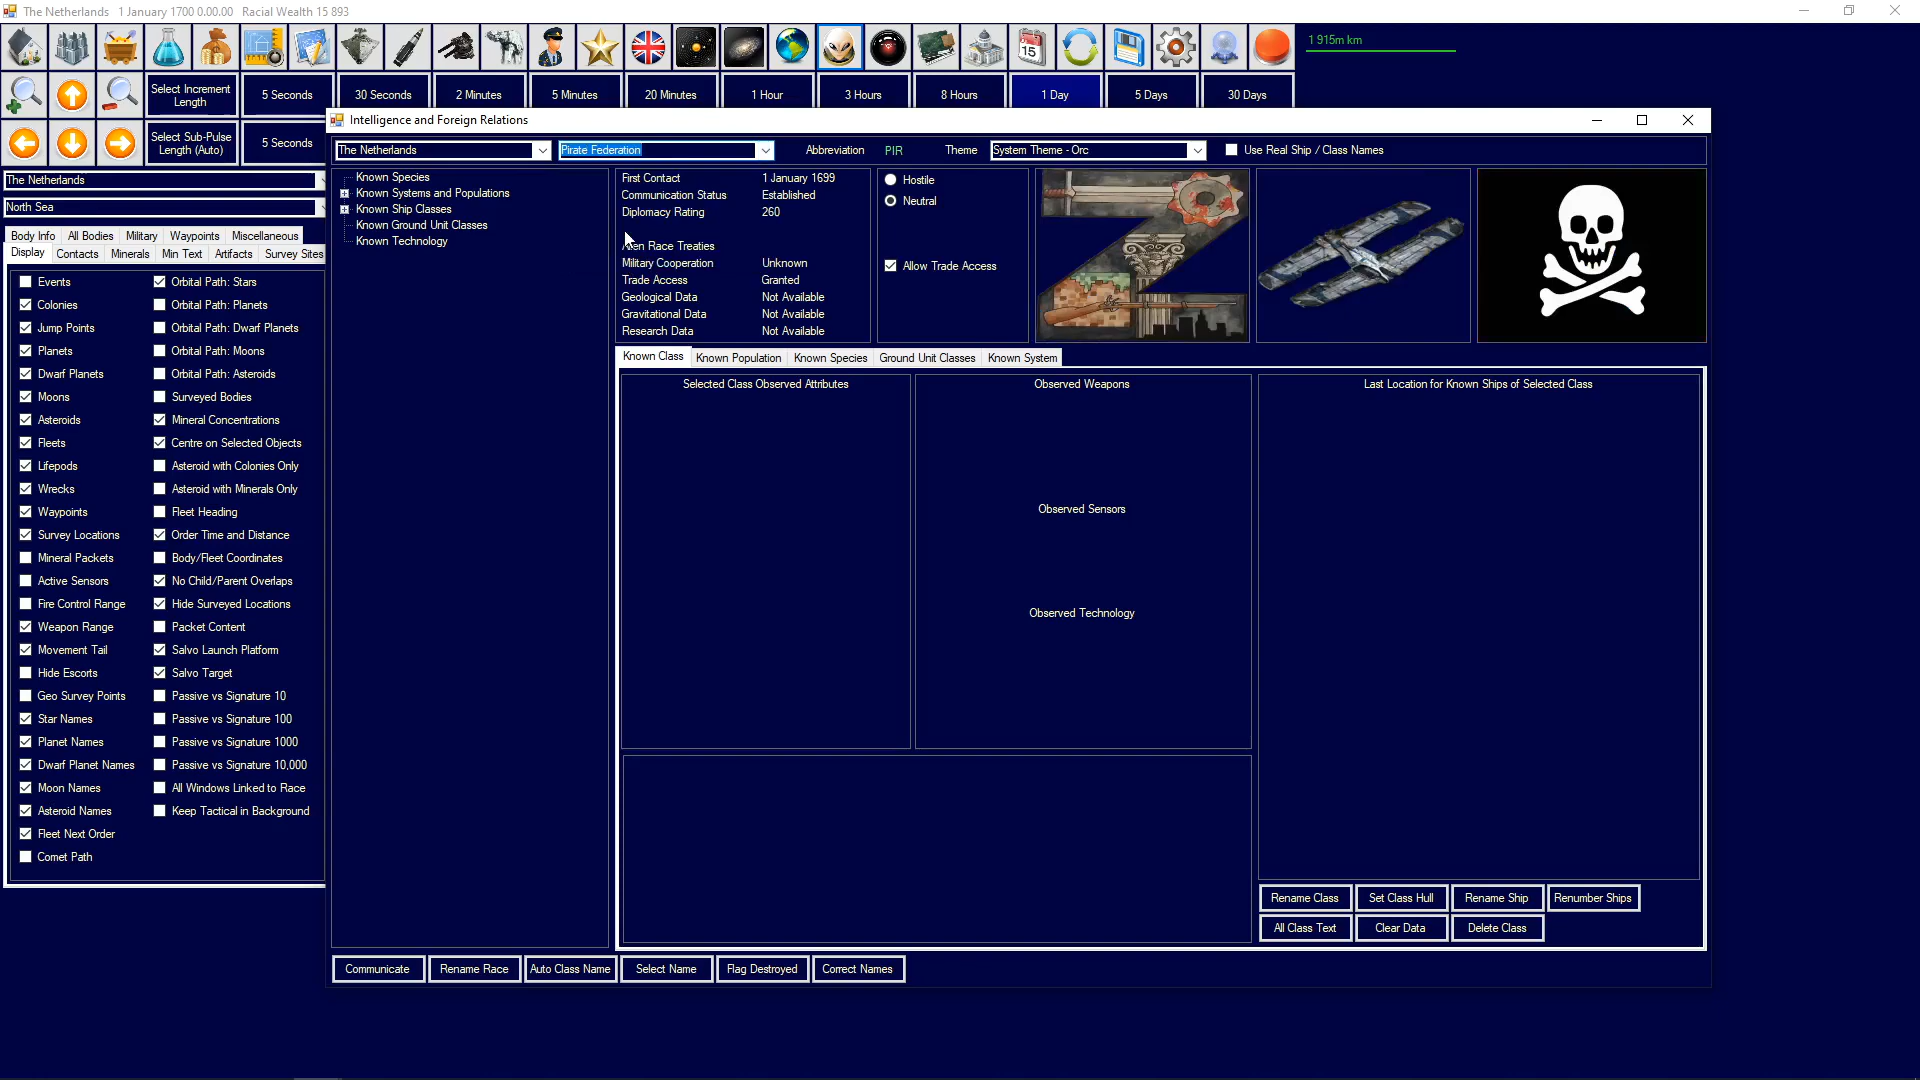 The Netherlands 1 January 1700 0.00.00 Racial Wealth 15 893
15
1 915m km
Select Increment Length
5 Seconds
30 Seconds
2 Minutes
5 Minutes
20 Minutes
1 Hour
3 Hours
8 Hours
1 Day
5 Days
30 Days
Select Sub-Pulse Length (Auto)
5 Seconds
Intelligence and Foreign Relations
The Netherlands
Pirate Federation
Abbreviation PIR
Theme System Theme - Orc
Use Real Ship / Class Names
The Netherlands
North Sea
Body Info All Bodies Military Waypoints Miscellaneous
Display Contacts Minerals Min Text Artifacts Survey Sites
Events
Colonies
Jump Points
Planets
Dwarf Planets
Moons
Asteroids
Fleets
Lifepods
Wrecks
Waypoints
Survey Locations
Mineral Packets
Active Sensors
Fire Control Range
Weapon Range
Movement Tail
Hide Escorts
Geo Survey Points
Star Names
Planet Names
Dwarf Planet Names
Moon Names
Asteroid Names
Fleet Next Order
Comet Path
Orbital Path: Stars
Orbital Path: Planets
Orbital Path: Dwarf Planets
Orbital Path: Moons
Orbital Path: Asteroids
Surveyed Bodies
Mineral Concentrations
Centre on Selected Objects
Asteroid with Colonies Only
Asteroid with Minerals Only
Fleet Heading
Order Time and Distance
Body/Fleet Coordinates
No Child/Parent Overlaps
Hide Surveyed Locations
Packet Content
Salvo Launch Platform
Salvo Target
Passive vs Signature 10
Passive vs Signature 100
Passive vs Signature 1000
Passive vs Signature 10,000
All Windows Linked to Race
Keep Tactical in Background
Known Species
Known Systems and Populations
Known Ship Classes
Known Ground Unit Classes
Known Technology
First Contact 1 January 1699
Communication Status Established
Diplomacy Rating 260
Alien Race Treaties
Military Cooperation Unknown
Trade Access Granted
Geological Data Not Available
Gravitational Data Not Available
Research Data Not Available
Hostile
Neutral
Allow Trade Access
Known Class Known Population Known Species Ground Unit Classes Known System
Selected Class Observed Attributes
Observed Weapons
Observed Sensors
Observed Technology
Last Location for Known Ships of Selected Class
Rename Class Set Class Hull Rename Ship Renumber Ships
All Class Text Clear Data Delete Class
Communicate Rename Race Auto Class Name Select Name Flag Destroyed Correct Names